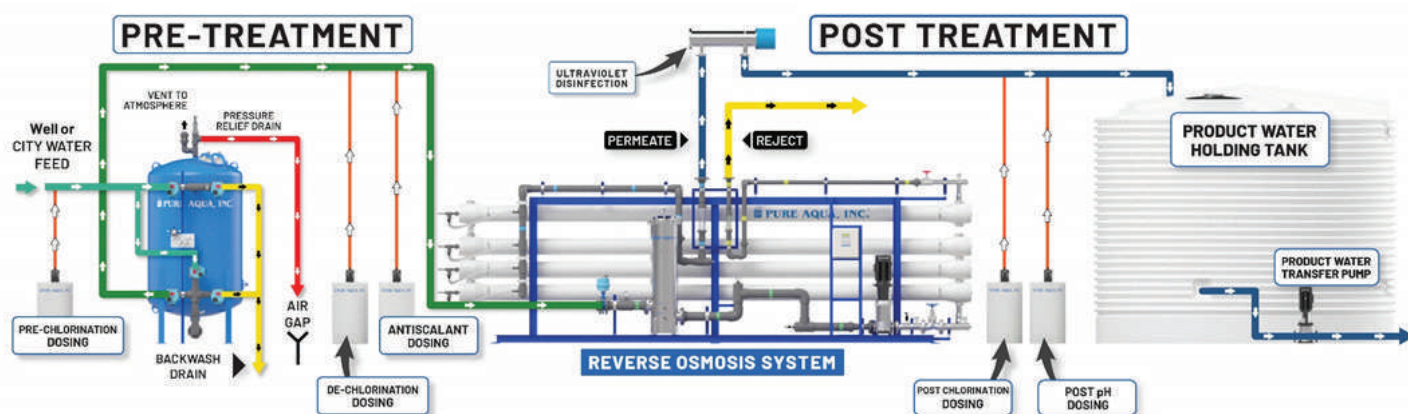 PRE-TREATMENT
POST TREATMENT
ULTRAVIOLET
DISINFECTION
VENT TO
ATMOSPHERE
PRESSURE
RELIEF DRAIN
Well or
CITY WATER
FEED
PERMEATE
REJECT
PRODUCT WATER
HOLDING TANK
PURE AQUA, INC.
PURE AQUA, INC.
PRODUCT WATER
TRANSFER PUMP
PRE-CHLORINATION
DOSING
AIR
GAP
ANTISCALANT
DOSING
BACKWASH
DRAIN
REVERSE OSMOSIS SYSTEM
DE-CHLORINATION
DOSING
POST CHLORINATION
DOSING
POST pH
DOSING